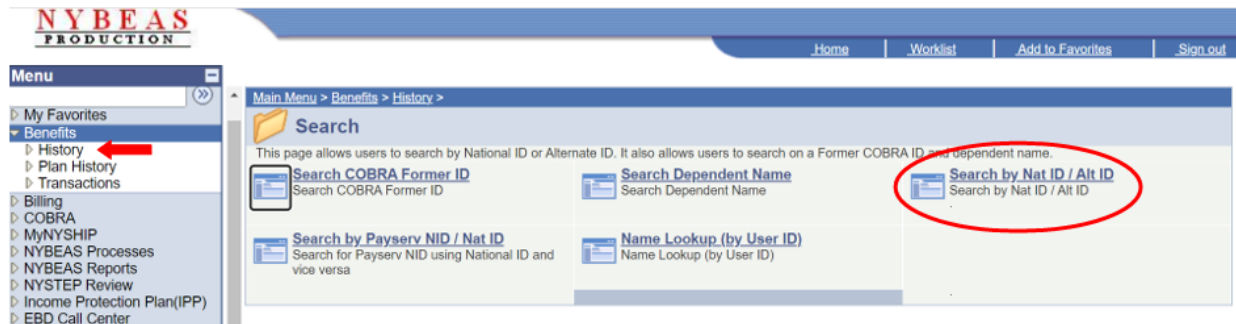 NYBEAS
PRODUCTION
Home
Worklist
Add to Favorites
Sign out
Menu
My Favorites
Benefits
History
Plan History
Transactions
Billing
COBRA
MyNYSHIP
NYBEAS Processes
NYBEAS Reports
NYSTEP Review
Income Protection Plan(IPP)
EBD Call Center
Main Menu > Benefits > History >
Search
This page allows users to search by National ID or Alternate ID. It also allows users to search on a Former COBRA ID and dependent name.
Search COBRA Former ID
Search COBRA Former ID
Search Dependent Name
Search Dependent Name
Search by Nat ID / Alt ID
Search by Nat ID / Alt ID
Search by Payserv NID / Nat ID
Search for Payserv NID using National ID and
vice versa
Name Lookup (by User ID)
Name Lookup (by User ID)